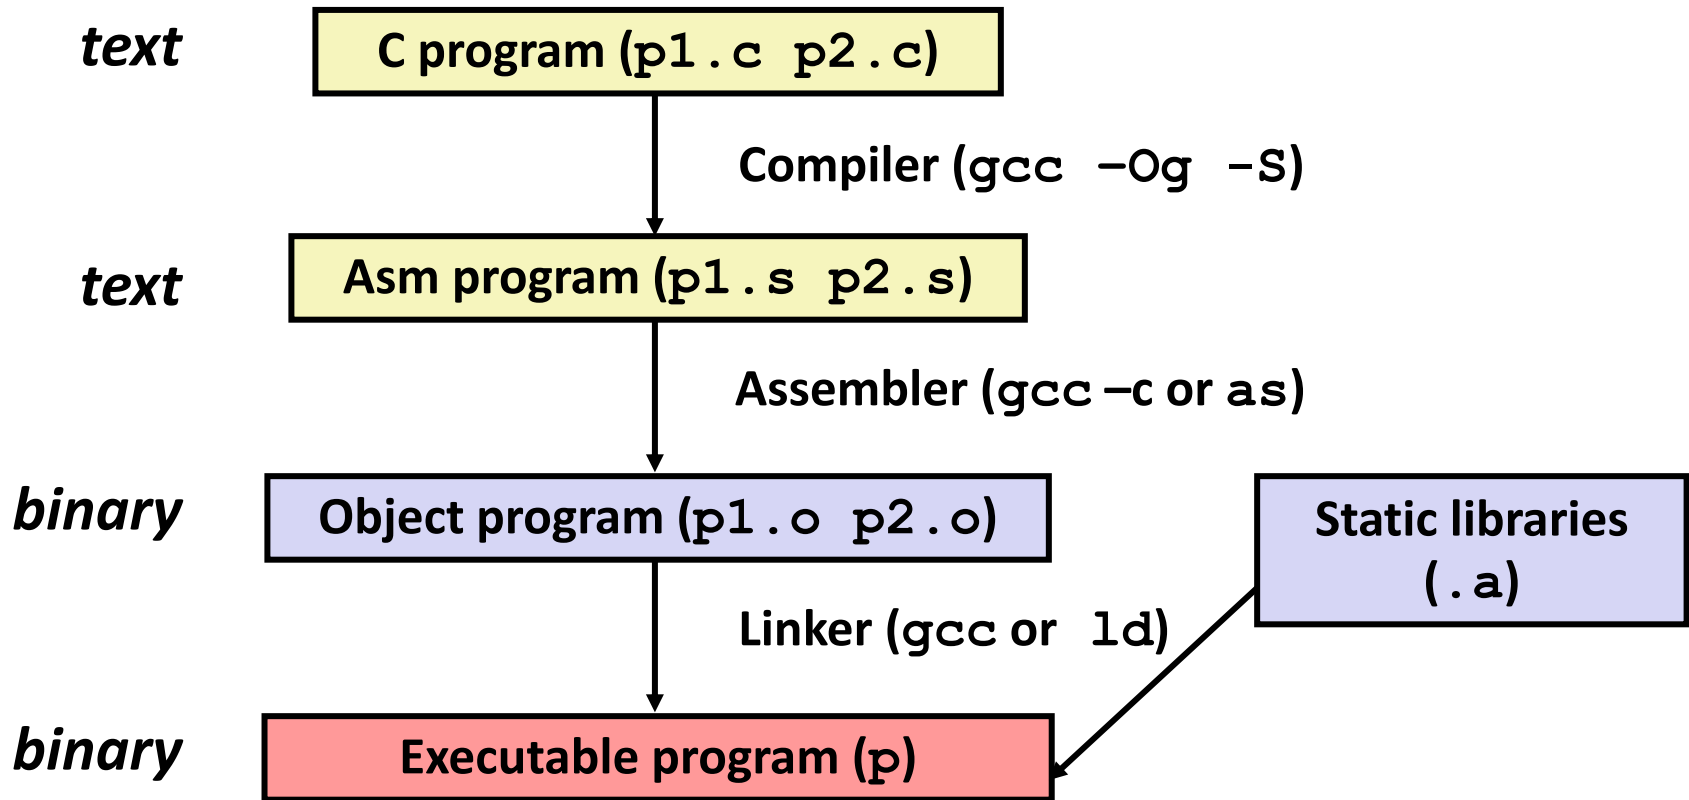 text
C program (p1.c p2.c)
Compiler (gcc –Og -S)
text
Asm program (p1.s p2.s)
Assembler (gcc –c or as)
binary
Object program (p1.o p2.o)
Static libraries
(.a)
Linker (gcc or ld)
binary
Executable program (p)